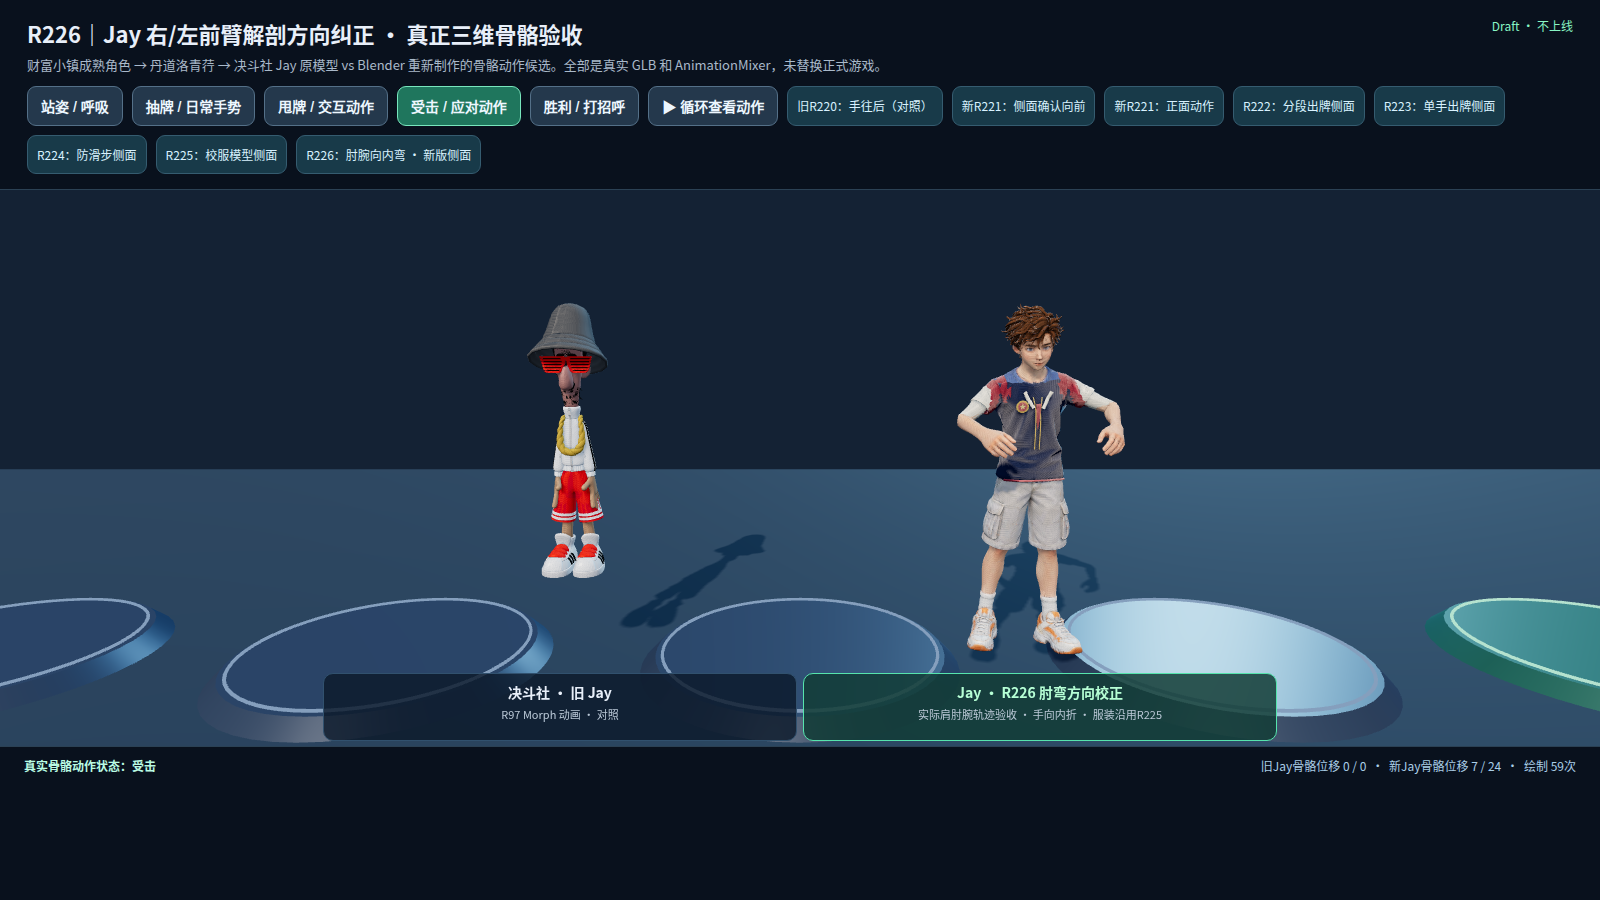 R226｜Jay 右/左前臂解剖方向纠正 · 真正三维骨骼验收
Draft · 不上线
财富小镇成熟角色 → 丹道洛青荇 → 决斗社 Jay 原模型 vs Blender 重新制作的骨骼动作候选。全部是真实 GLB 和 AnimationMixer，未替换正式游戏。
站姿 / 呼吸
抽牌 / 日常手势
甩牌 / 交互动作
受击 / 应对动作
胜利 / 打招呼
▶ 循环查看动作
旧R220：手往后（对照）
新R221：侧面确认向前
新R221：正面动作
R222：分段出牌侧面
R223：单手出牌侧面
R224：防滑步侧面
R225：校服模型侧面
R226：肘腕向内弯 · 新版侧面
决斗社 · 旧 Jay
R97 Morph 动画 · 对照
Jay · R226 肘弯方向校正
实际肩肘腕轨迹验收 · 手向内折 · 服装沿用R225
真实骨骼动作状态：受击
旧Jay骨骼位移 0 / 0 · 新Jay骨骼位移 7 / 24 · 绘制 59次